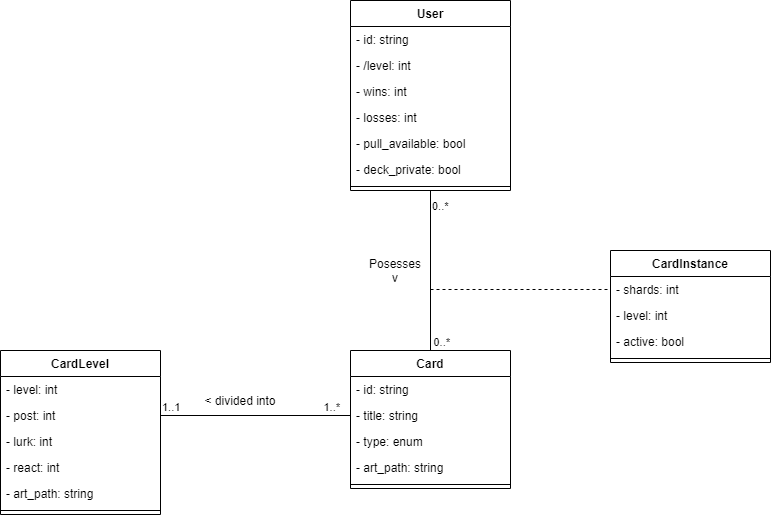 User
- id: string
- /level: int
- wins: int
- losses: int
- pull_available: bool
- deck_private: bool
0..*
Posesses
v
CardInstance
- shards: int
- level: int
- active: bool
0..*
CardLevel
- level: int
- post: int
- lurk: int
- react: int
- art_path: string
1..1
< divided into
1..*
Card
- id: string
- title: string
- type: enum
- art_path: string